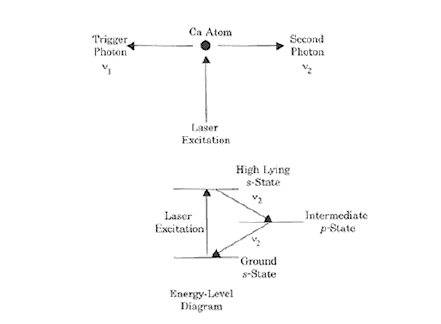 Ca Atom
Trigger
Photon
ν₁
Second
Photon
ν₂
Laser
Excitation
High Lying
s-State
ν₂
Laser
Excitation
Intermediate
p-State
ν₂
Ground
s-State
Energy-Level
Diagram